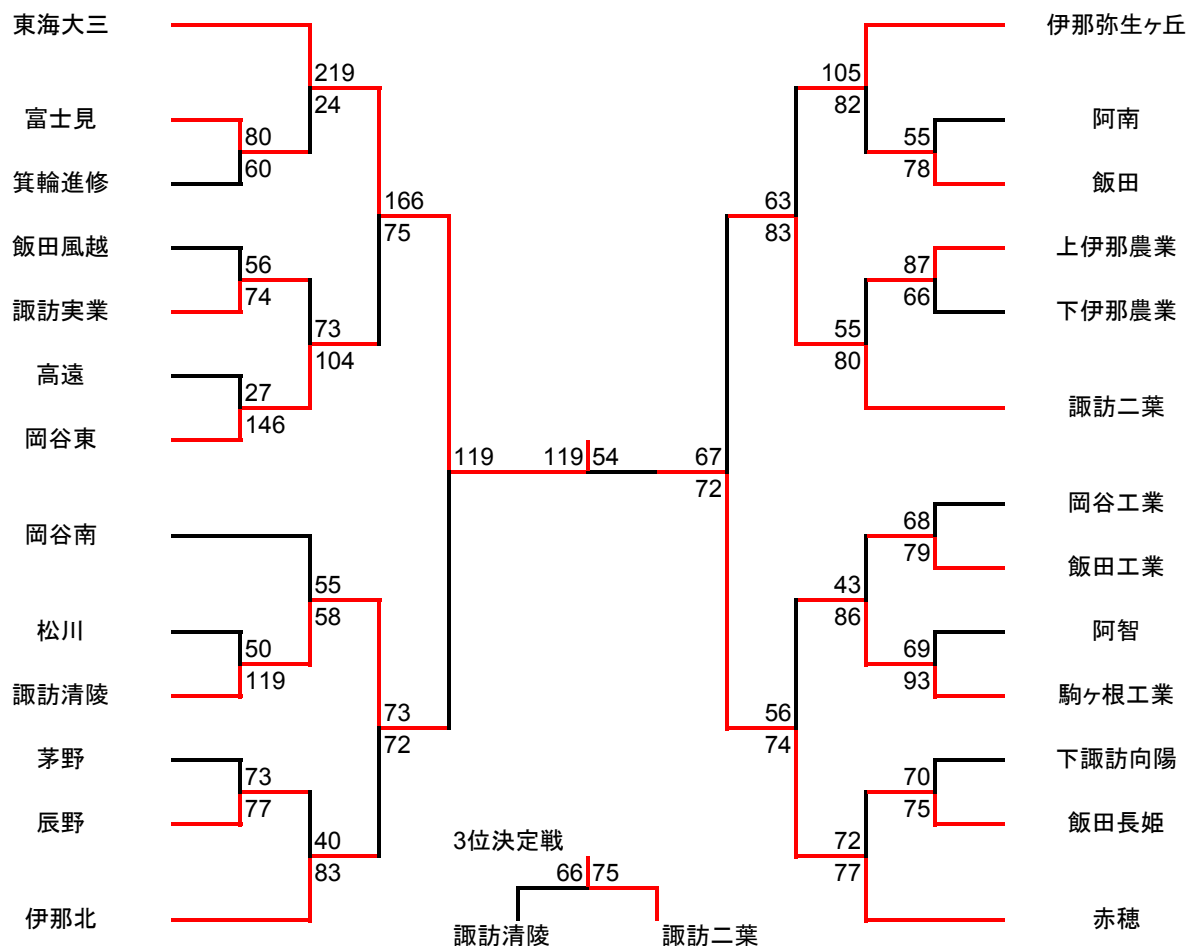 東海大三
伊那弥生ヶ丘
219
24
105
82
富士見
箕輪進修
80
60
阿南
飯田
55
78
166
75
63
83
飯田風越
諏訪実業
56
74
上伊那農業
下伊那農業
87
66
73
104
55
80
高遠
岡谷東
27
146
諏訪二葉
119
119
54
67
72
岡谷南
岡谷工業
飯田工業
68
79
55
58
43
86
松川
諏訪清陵
50
119
阿智
駒ヶ根工業
69
93
73
72
56
74
茅野
辰野
73
77
下諏訪向陽
飯田長姫
70
75
40
83
72
77
伊那北
赤穂
3位決定戦
66
75
諏訪清陵
諏訪二葉